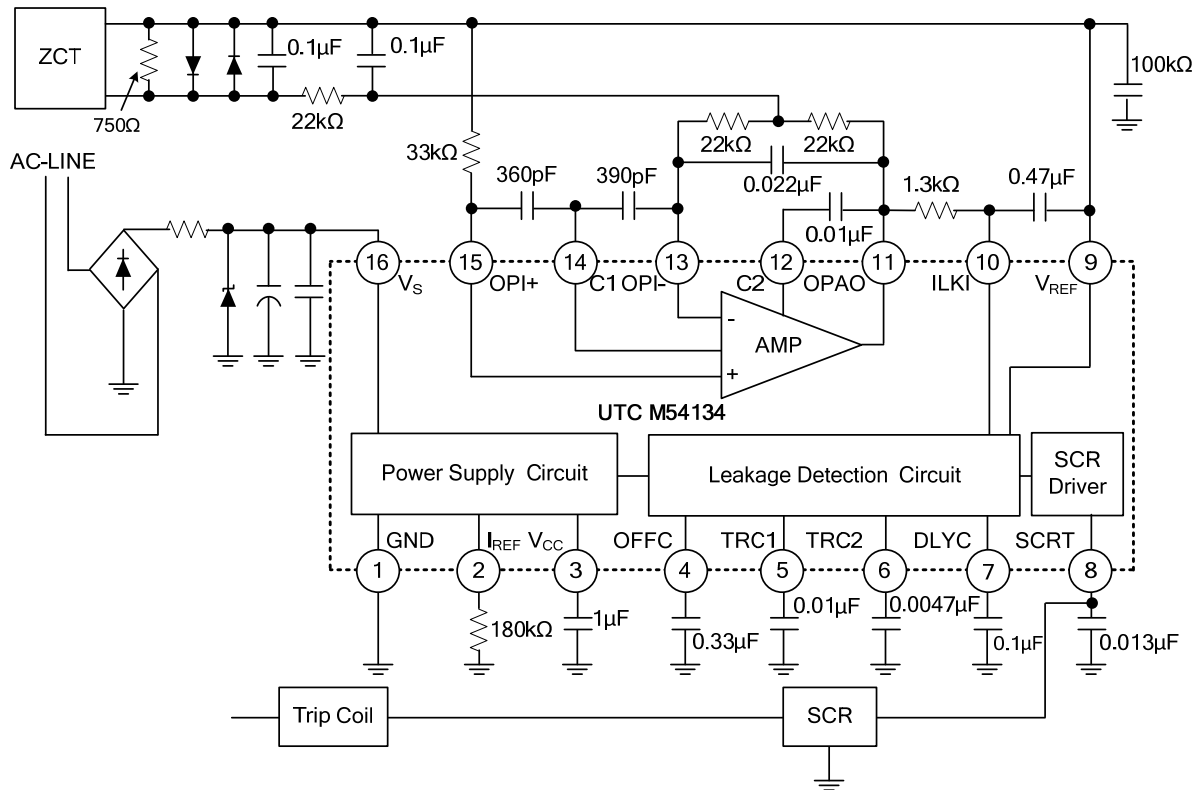 ZCT
0.1µF
0.1µF
100kΩ
750Ω
22kΩ
22kΩ
22kΩ
AC-LINE
33kΩ
360pF
390pF
0.022µF
1.3kΩ
0.47µF
0.01µF
16
15
14
13
12
11
10
9
VS
OPI+
C1
OPI-
C2
OPAO
ILKI
VREF
-
AMP
+
UTC M54134
Power Supply Circuit
Leakage Detection Circuit
SCR
Driver
GND
IREF
VCC
OFFC
TRC1
TRC2
DLYC
SCRT
1
2
3
4
5
6
7
8
180kΩ
1µF
0.33µF
0.01µF
0.0047µF
0.1µF
0.013µF
Trip Coil
SCR